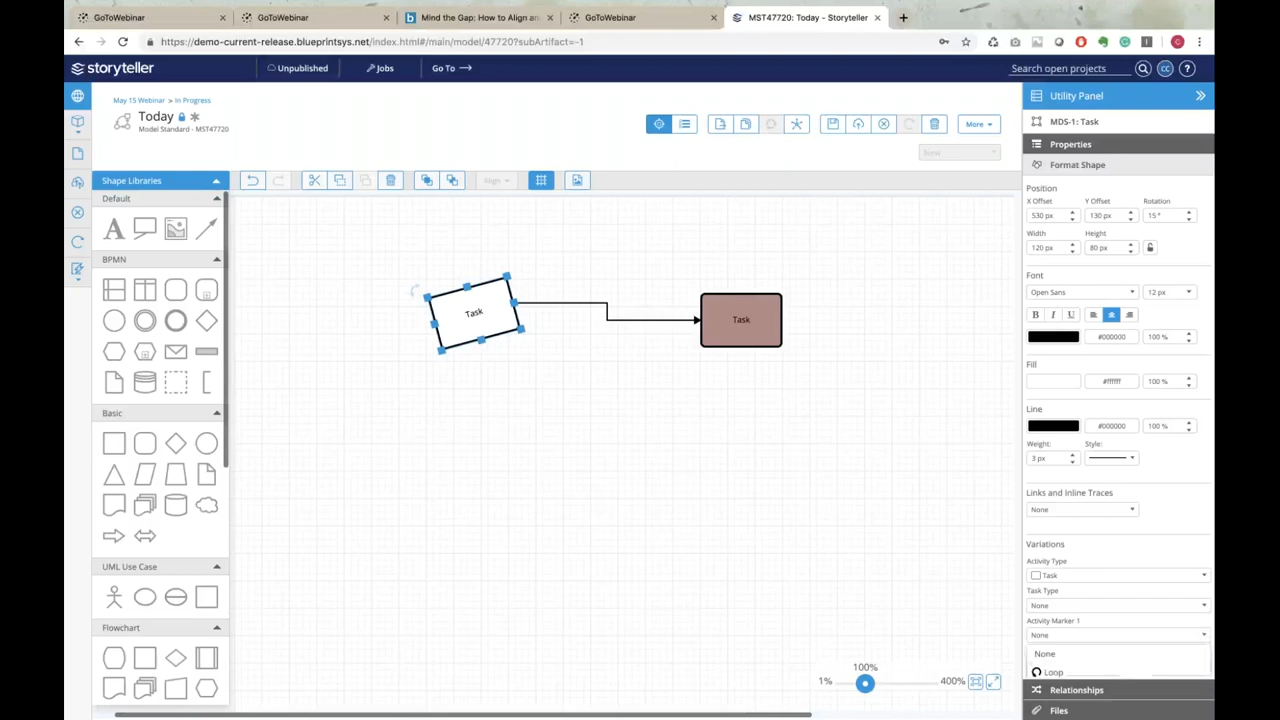 GoToWebinar
GoToWebinar
Mind the Gap: How to Align an
GoToWebinar
MST47720: Today - Storyteller
https://demo-current-release.blueprintsys.net/index.html#/main/model/47720?subArtifact=-1
storyteller
Unpublished
Jobs
Go To
Search open projects
CC
May 15 Webinar > In Progress
Today
Model Standard - MST47720
More
New
Utility Panel
MDS-1: Task
Properties
Format Shape
Shape Libraries
Align
Default
A
BPMN
Basic
UML Use Case
Flowchart
Task
Task
1%
100%
400%
Position
X Offset Y Offset Rotation
530 px 130 px 15 °
Width Height
120 px 80 px
Font
Open Sans 12 px
B I U
#000000 100 %
Fill
#ffffff 100 %
Line
#000000 100 %
Weight: Style:
3 px
Links and Inline Traces
None
Variations
Activity Type
Task
Task Type
None
Activity Marker 1
None
None
Loop
Relationships
Files